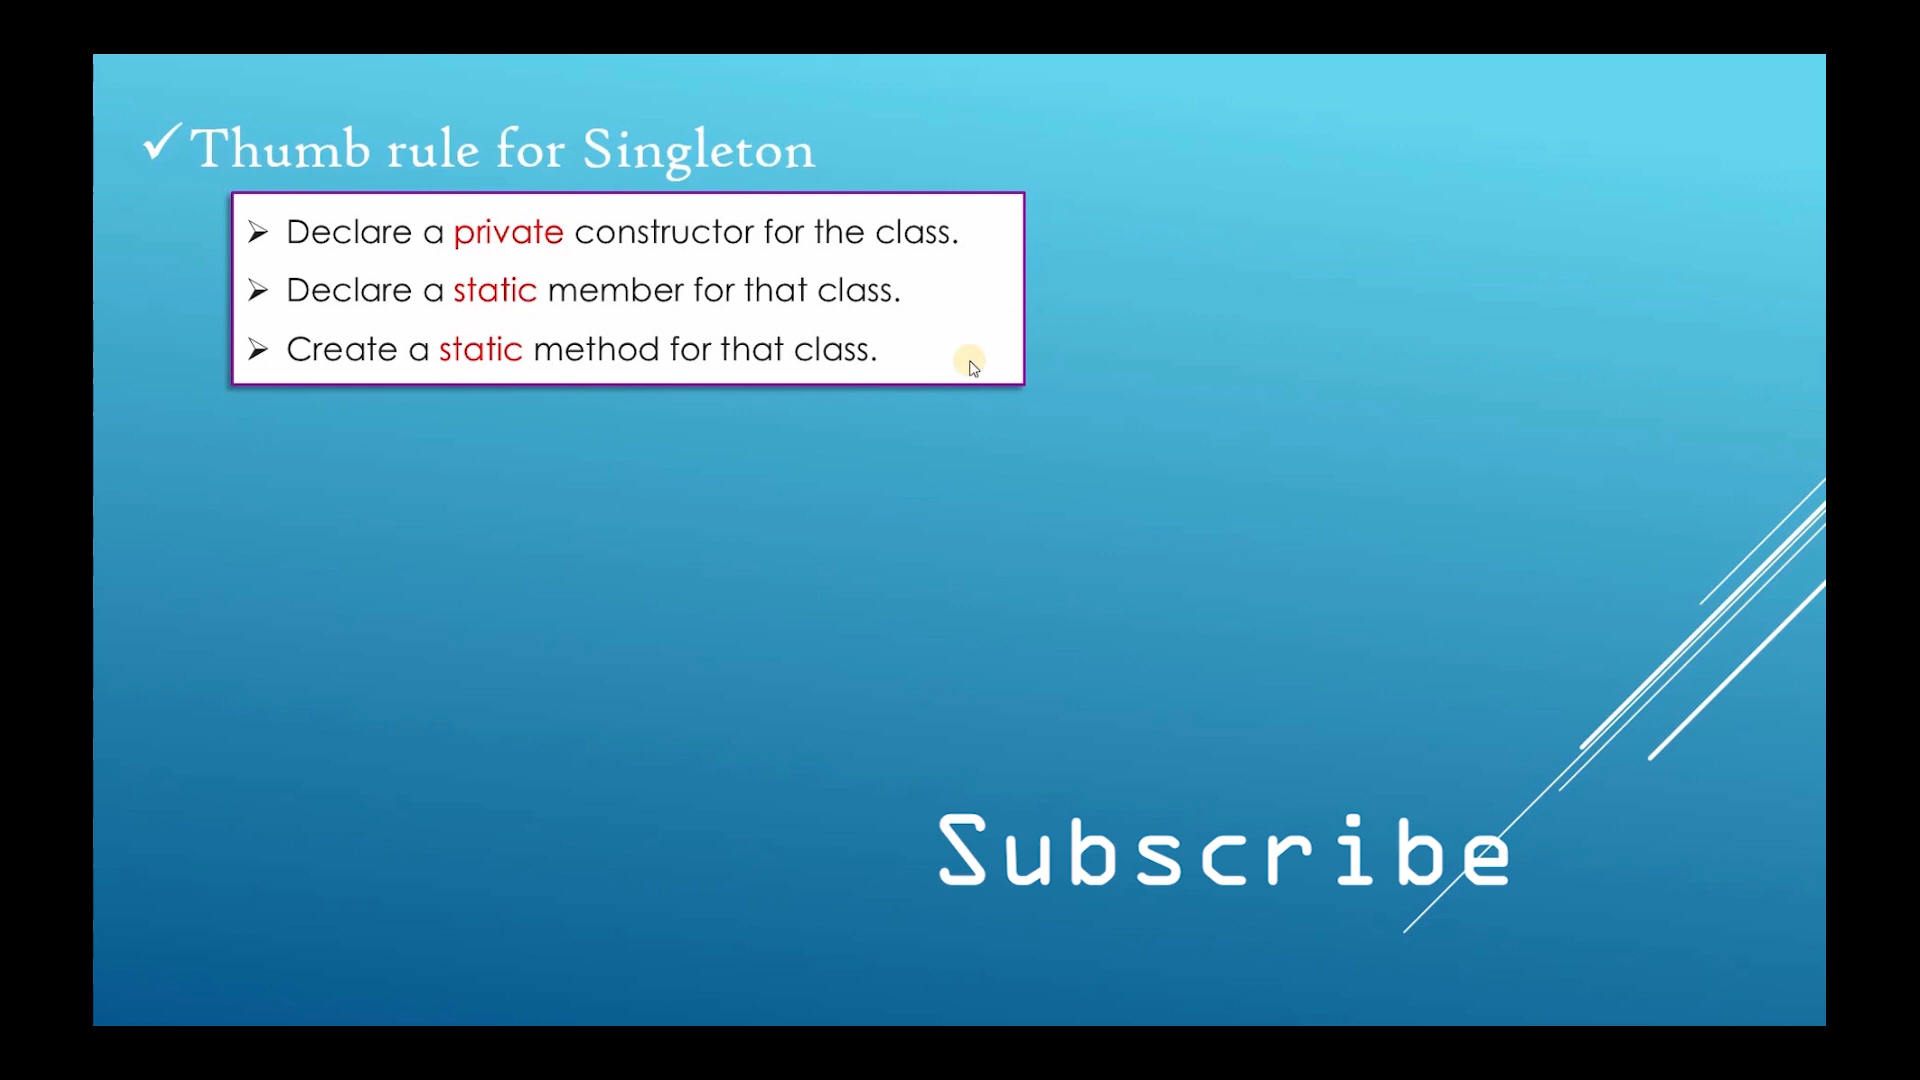 ✓Thumb rule for Singleton
➢ Declare a private constructor for the class.
➢ Declare a static member for that class.
➢ Create a static method for that class.
Subscribe